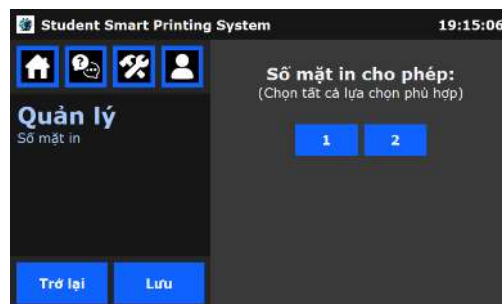 Student Smart Printing System
19:15:06
Quản lý
Số mặt in
Trở lại
Lưu
Số mặt in cho phép:
(Chọn tất cả lựa chọn phù hợp)
1
2